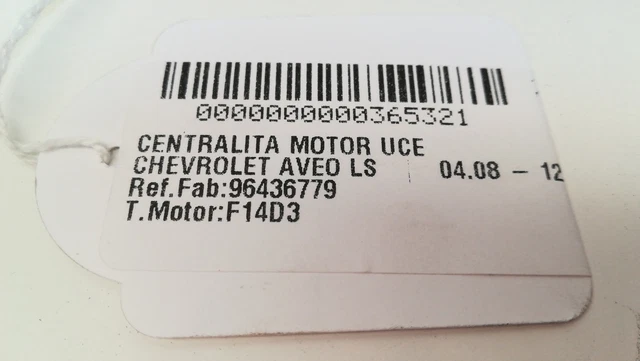 0000000000365321
CENTRALITA MOTOR UCE
CHEVROLET AVEO LS | 04.08 - 12
Ref.Fab:96436779
T.Motor:F14D3